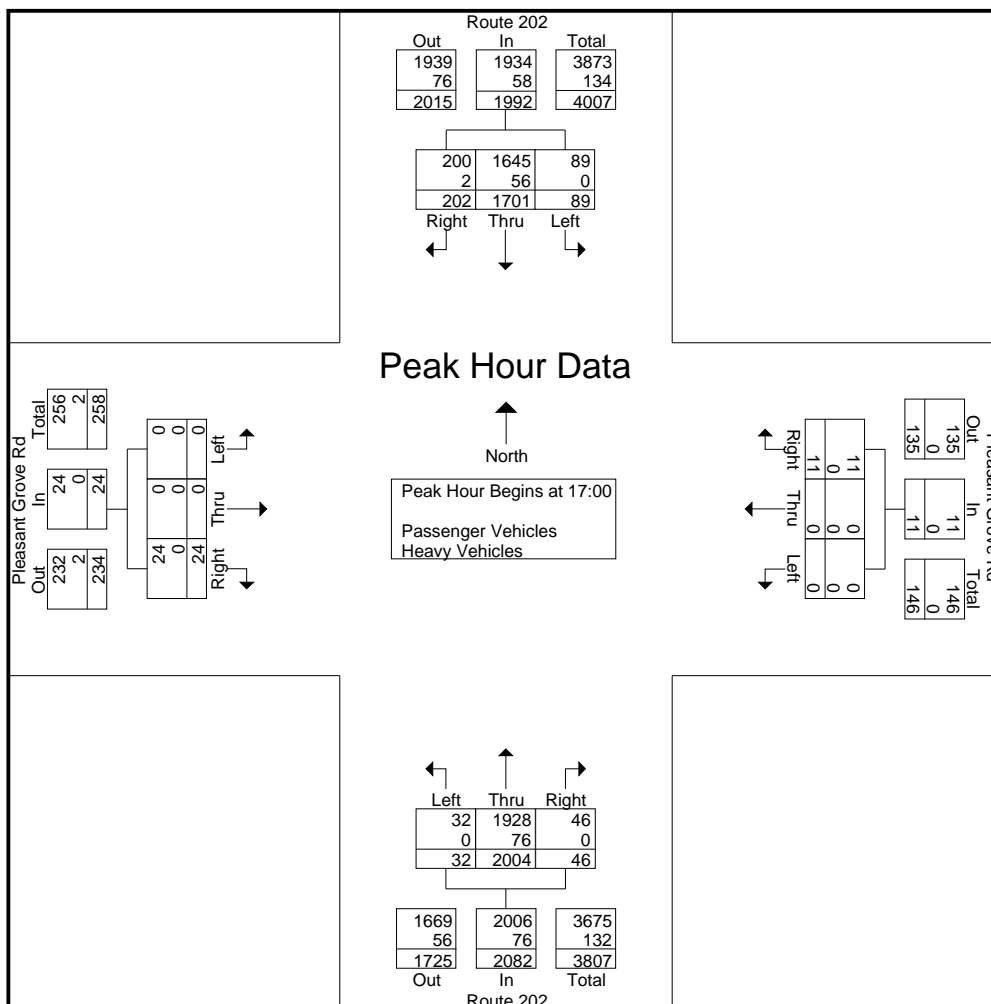 Route 202
Out In Total
1939 1934 3873
76 58 134
2015 1992 4007
200 1645 89
2 56 0
202 1701 89
Right Thru Left
Peak Hour Data
North
Peak Hour Begins at 17:00
Passenger Vehicles
Heavy Vehicles
Pleasant Grove Rd
Out In Total
232 24 256
2 0 2
234 24 258
Right Thru Left
24 0 0
0 0 0
24 0 0
Pleasant Grove Rd
Out In Total
135 11 146
0 0 0
135 11 146
Right Thru Left
11 0 0
0 0 0
11 0 0
Left Thru Right
32 1928 46
0 76 0
32 2004 46
1669 2006 3675
56 76 132
1725 2082 3807
Out In Total
Route 202